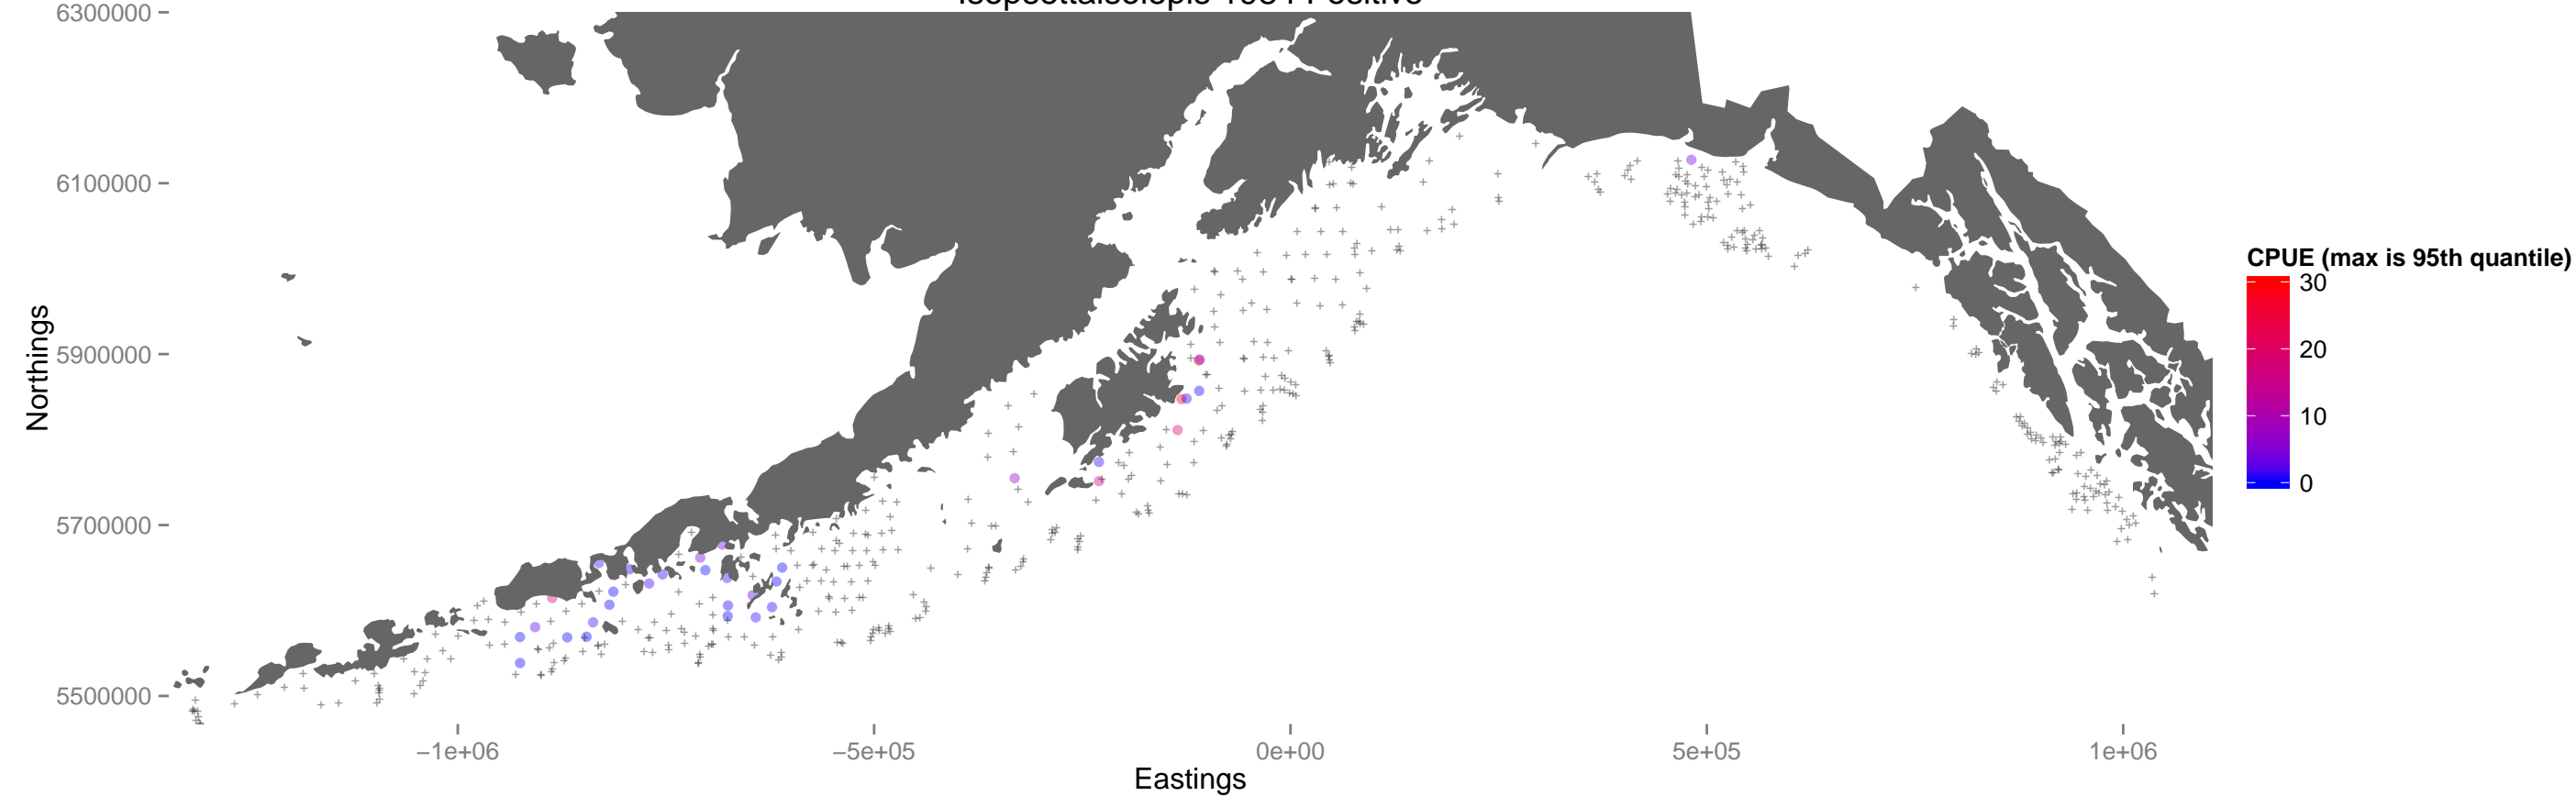 6300000
6100000
5900000
5700000
5500000
Northings
−1e+06
−5e+05
0e+00
5e+05
1e+06
Eastings
CPUE (max is 95th quantile)
30
20
10
0